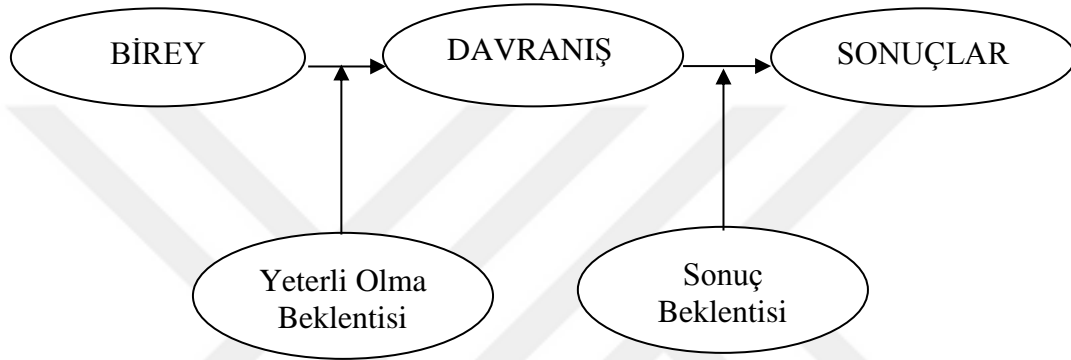 BİREY
DAVRANIŞ
SONUÇLAR
Yeterli Olma
Beklentisi
Sonuç
Beklentisi